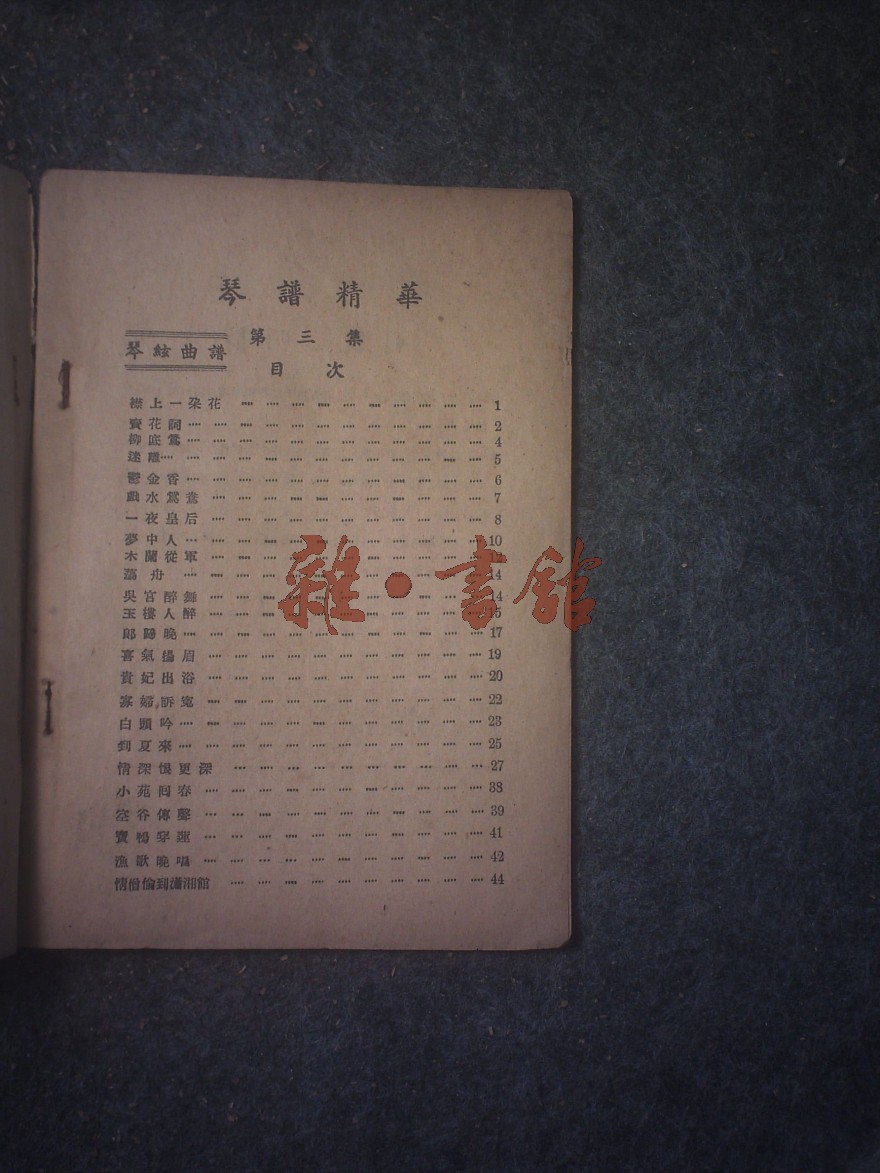 琴譜精華
第三集
琴絃曲譜
目次
襟上一朶花 1
賣花詞 2
柳底鶯 4
迷離 5
鬱金香 6
戲水鴛鴦 7
一夜皇后 8
夢中人 10
木蘭從軍
蕩舟 14
吳宮醉舞 14
玉樓人醉 15
郎歸晚 17
喜氣揚眉 19
貴妃出浴 20
寡婦訴寃 22
白頭吟 23
到夏來 25
情深恨更深 27
小苑囘春 38
空谷傳聲 39
寶鴨穿蓮 41
漁歌晚唱 42
情僧偷到瀟湘館 44
雜·書館